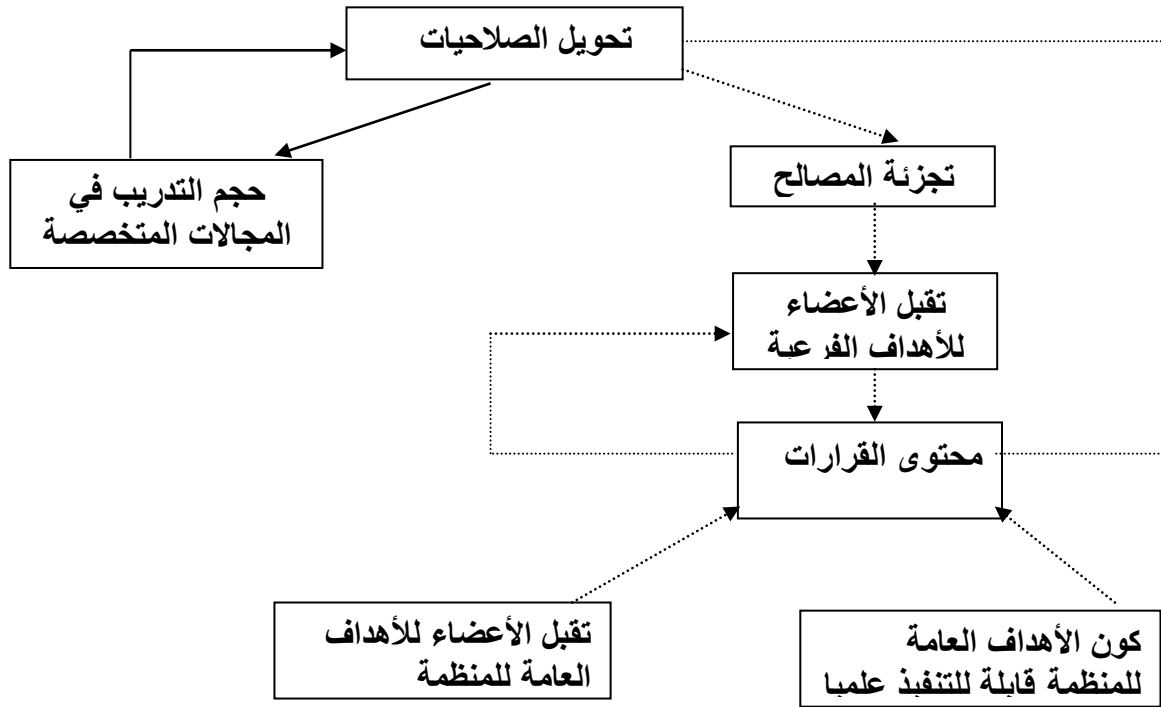 تحويل الصلاحيات
حجم التدريب في
المجالات المتخصصة
تجزئة المصالح
تقبل الأعضاء
للأهداف الفرعية
محتوى القرارات
تقبل الأعضاء للأهداف
العامة للمنظمة
كون الأهداف العامة
للمنظمة قابلة للتنفيذ علميا